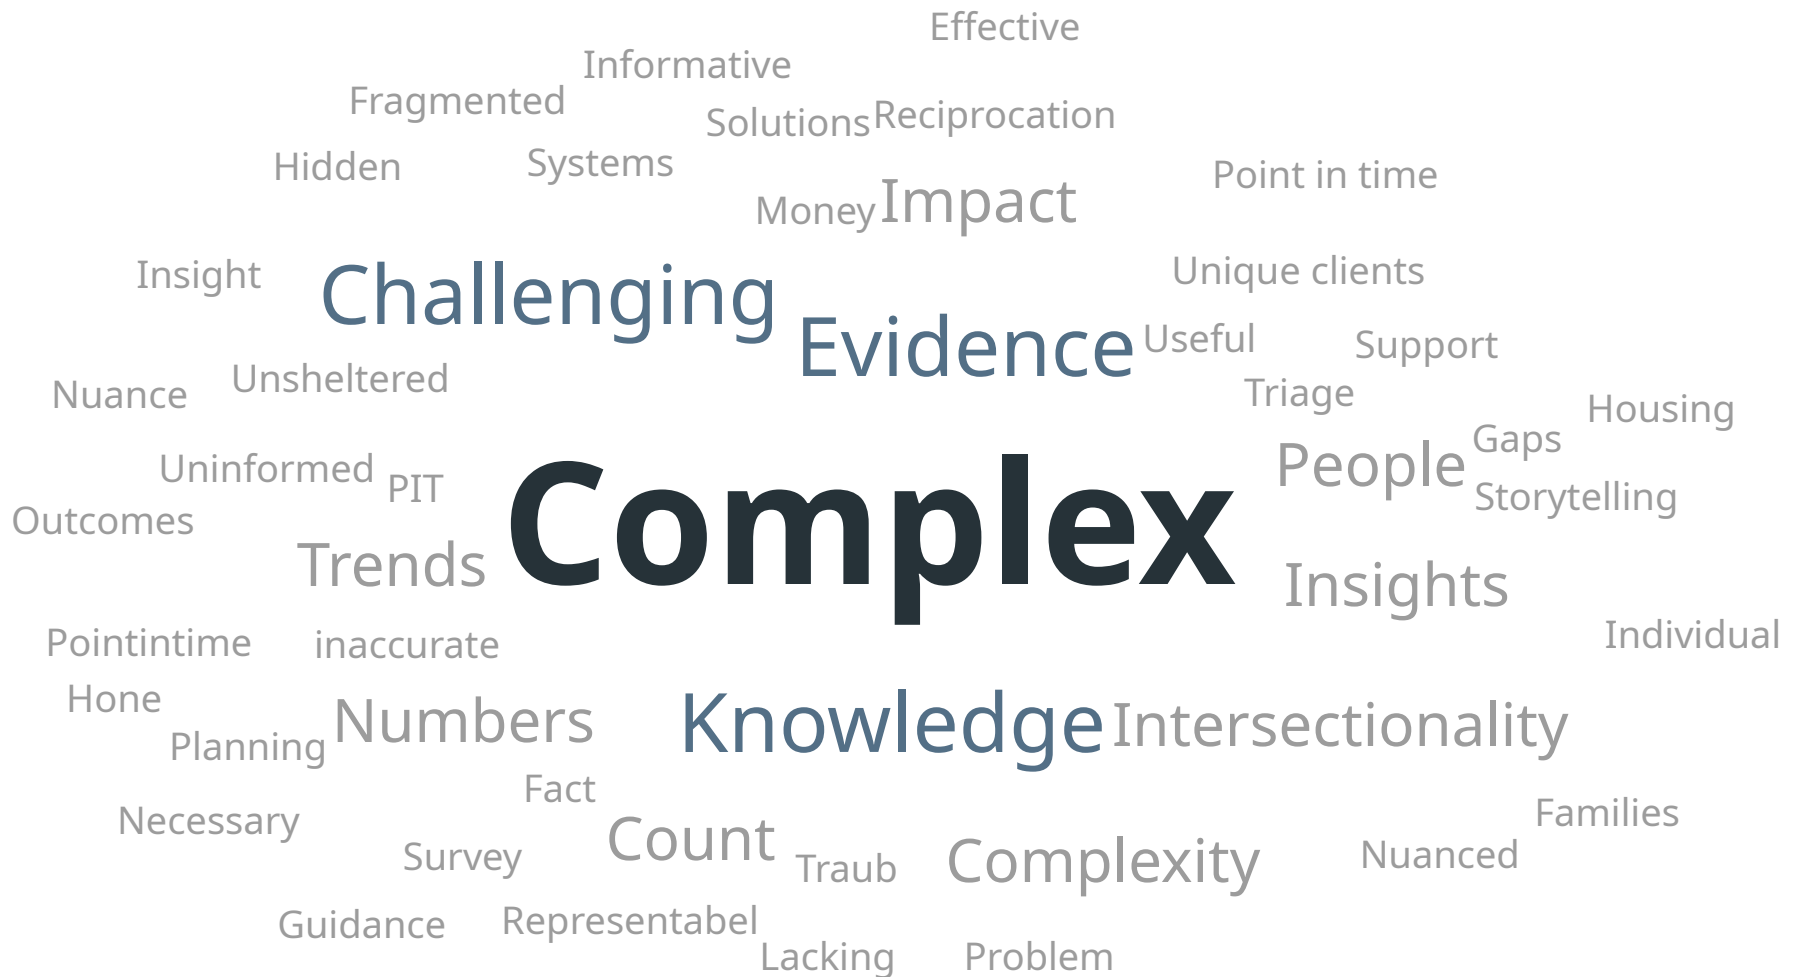 Effective
Informative
Fragmented
Solutions
Reciprocation
Hidden
Systems
Point in time
Money
Impact
Insight
Challenging
Unique clients
Evidence
Useful
Support
Nuance
Unsheltered
Triage
Housing
Gaps
People
Uninformed
PIT
Complex
Storytelling
Outcomes
Trends
Insights
Pointintime
inaccurate
Individual
Hone
Numbers
Knowledge
Intersectionality
Planning
Fact
Necessary
Families
Survey
Count
Traub
Complexity
Nuanced
Guidance
Representabel
Lacking
Problem